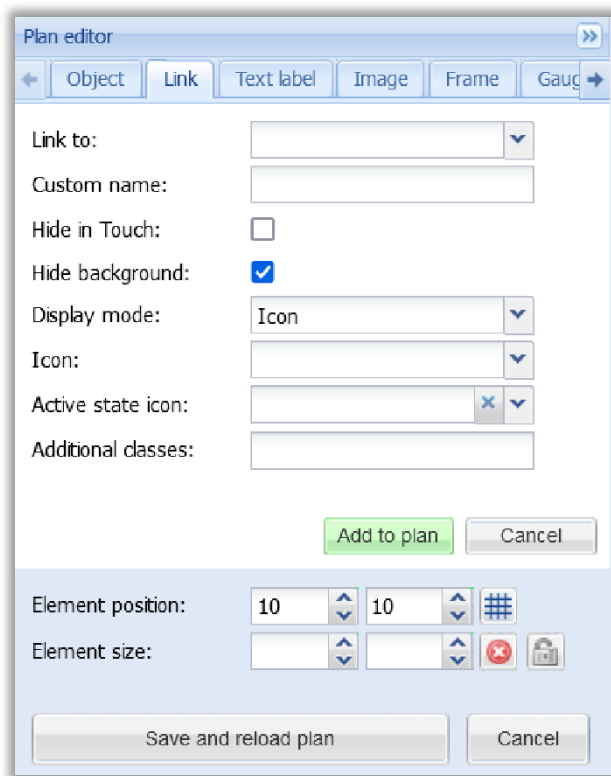 Plan editor
Object Link Text label Image Frame Gaug
Link to:
Custom name:
Hide in Touch:
Hide background:
Display mode: Icon
Icon:
Active state icon:
Additional classes:
Add to plan Cancel
Element position: 10 10
Element size:
Save and reload plan Cancel